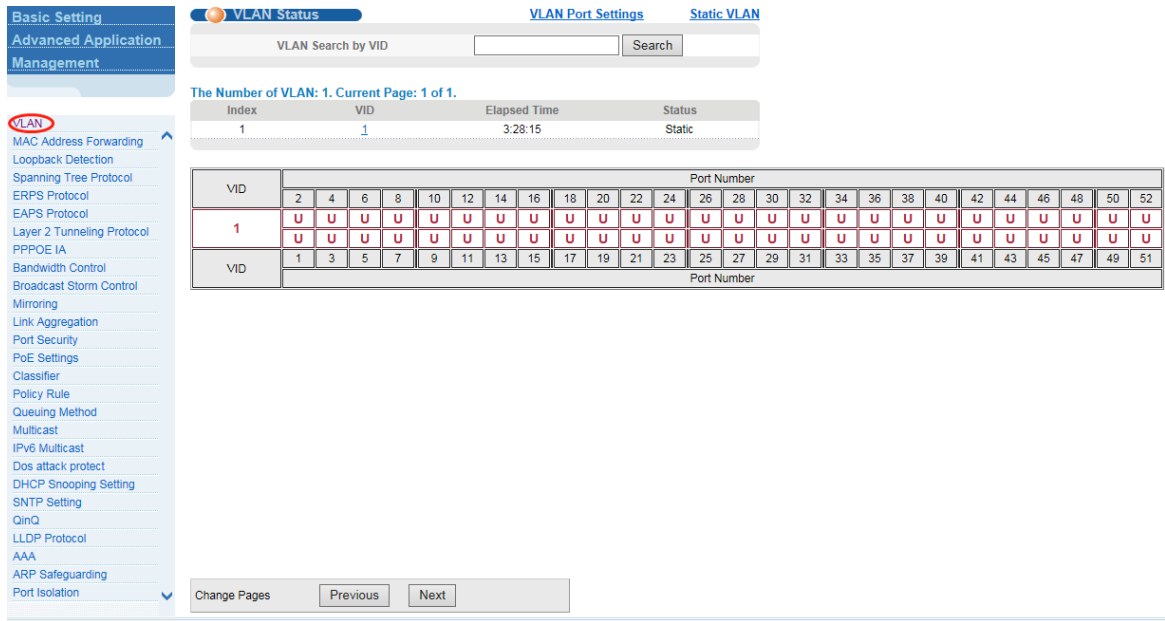 Basic Setting
Advanced Application
Management
VLAN
MAC Address Forwarding
Loopback Detection
Spanning Tree Protocol
ERPS Protocol
EAPS Protocol
Layer 2 Tunneling Protocol
PPPOE IA
Bandwidth Control
Broadcast Storm Control
Mirroring
Link Aggregation
Port Security
PoE Settings
Classifier
Policy Rule
Queuing Method
Multicast
IPv6 Multicast
Dos attack protect
DHCP Snooping Setting
SNTP Setting
QinQ
LLDP Protocol
AAA
ARP Safeguarding
Port Isolation
VLAN Status VLAN Port Settings Static VLAN
VLAN Search by VID Search
The Number of VLAN: 1. Current Page: 1 of 1.
Index VID Elapsed Time Status
1 1 3:28:15 Static
VID Port Number
2 4 6 8 10 12 14 16 18 20 22 24 26 28 30 32 34 36 38 40 42 44 46 48 50 52
1 U U U U U U U U U U U U U U U U U U U U U U U U U U
U U U U U U U U U U U U U U U U U U U U U U U U U U
VID 1 3 5 7 9 11 13 15 17 19 21 23 25 27 29 31 33 35 37 39 41 43 45 47 49 51
Port Number
Change Pages Previous Next